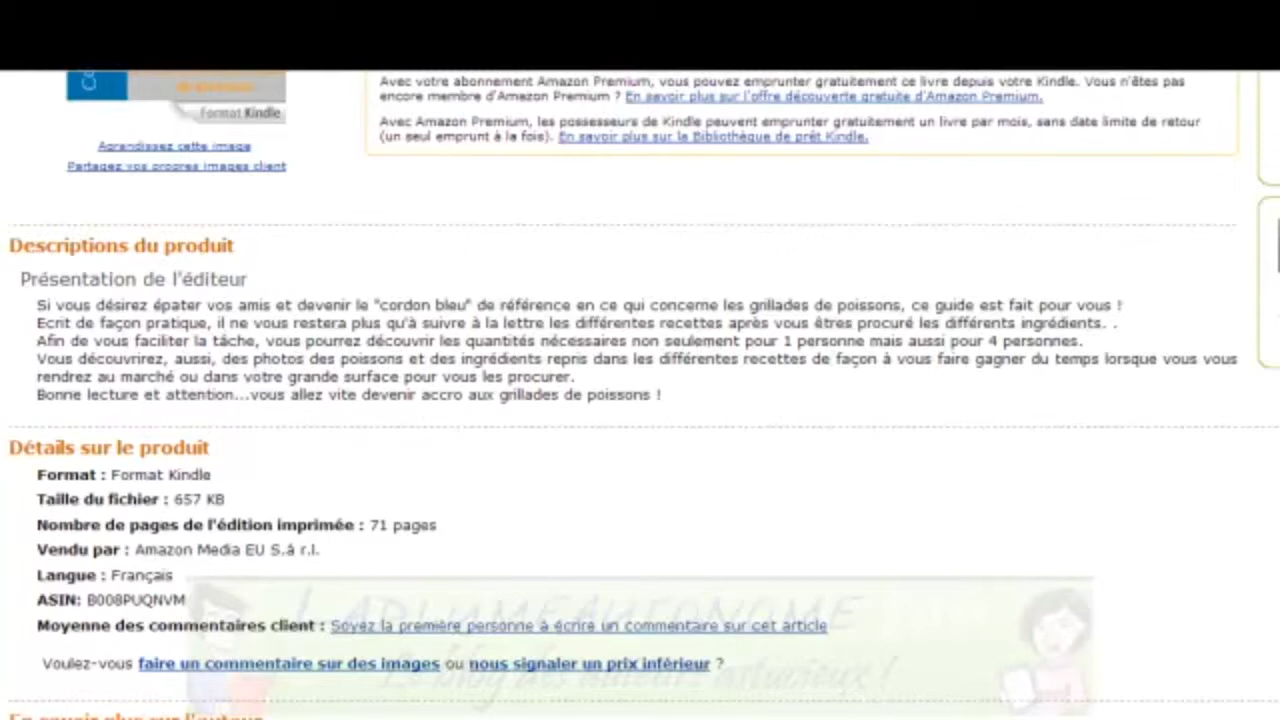 Format Kindle
Agrandissez cette image
Partagez vos propres images client
Avec votre abonnement Amazon Premium, vous pouvez emprunter gratuitement ce livre depuis votre Kindle. Vous n'êtes pas
encore membre d'Amazon Premium ? En savoir plus sur l'offre découverte gratuite d'Amazon Premium.
Avec Amazon Premium, les possesseurs de Kindle peuvent emprunter gratuitement un livre par mois, sans date limite de retour
(un seul emprunt à la fois). En savoir plus sur la Bibliothèque de prêt Kindle.
Descriptions du produit
Présentation de l'éditeur
Si vous désirez épater vos amis et devenir le "cordon bleu" de référence en ce qui concerne les grillades de poissons, ce guide est fait pour vous !
Ecrit de façon pratique, il ne vous restera plus qu'à suivre à la lettre les différentes recettes après vous êtres procuré les différents ingrédients. .
Afin de vous faciliter la tâche, vous pourrez découvrir les quantités nécessaires non seulement pour 1 personne mais aussi pour 4 personnes.
Vous découvrirez, aussi, des photos des poissons et des ingrédients repris dans les différentes recettes de façon à vous faire gagner du temps lorsque vous vous
rendrez au marché ou dans votre grande surface pour vous les procurer.
Bonne lecture et attention...vous allez vite devenir accro aux grillades de poissons !
Détails sur le produit
Format : Format Kindle
Taille du fichier : 657 KB
Nombre de pages de l'édition imprimée : 71 pages
Vendu par : Amazon Media EU S.à r.l.
Langue : Français
ASIN: B008PUQNVM
Moyenne des commentaires client : Soyez la première personne à écrire un commentaire sur cet article
Voulez-vous faire un commentaire sur des images ou nous signaler un prix inférieur ?
Le blog des auteurs astucieux !
En savoir plus sur l'auteur